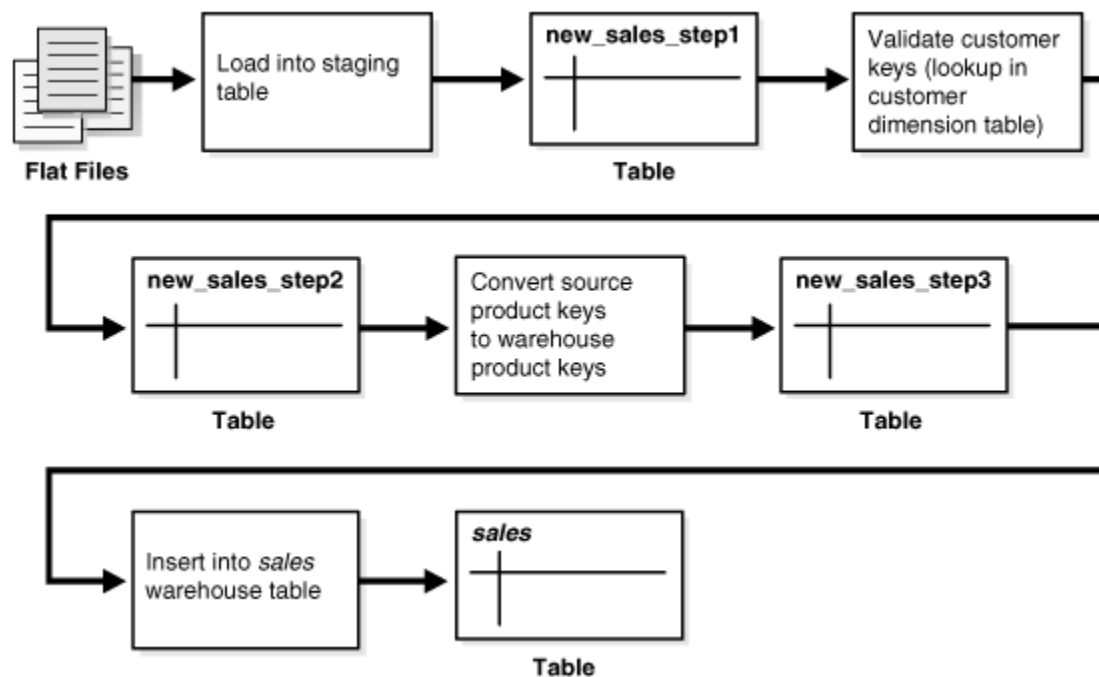 Load into staging
table
new_sales_step1
Validate customer
keys (lookup in
customer
dimension table)
Flat Files
Table
new_sales_step2
Convert source
product keys
to warehouse
product keys
new_sales_step3
Table
Table
Insert into sales
warehouse table
sales
Table